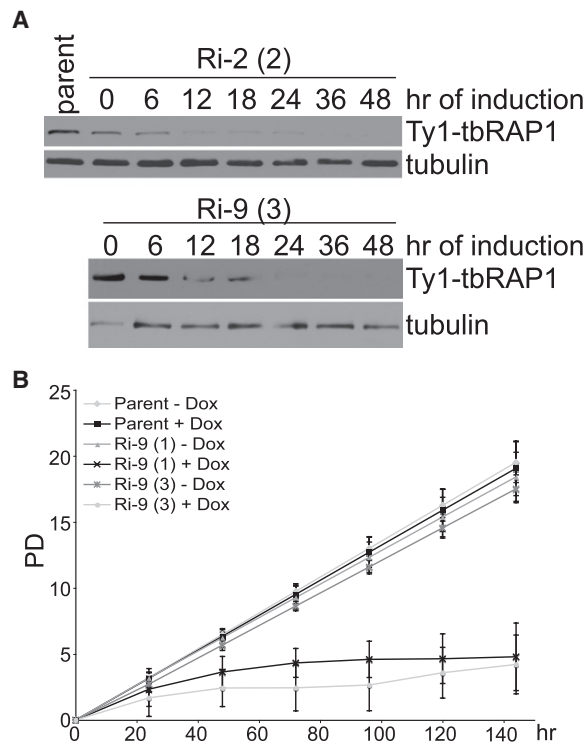 A
parent
Ri-2 (2)
0 6 12 18 24 36 48 hr of induction
Ty1-tbRAP1
tubulin
Ri-9 (3)
0 6 12 18 24 36 48 hr of induction
Ty1-tbRAP1
tubulin
B
25
20
15
10
5
0
PD
Parent - Dox
Parent + Dox
Ri-9 (1) - Dox
Ri-9 (1) + Dox
Ri-9 (3) - Dox
Ri-9 (3) + Dox
0 20 40 60 80 100 120 140 hr